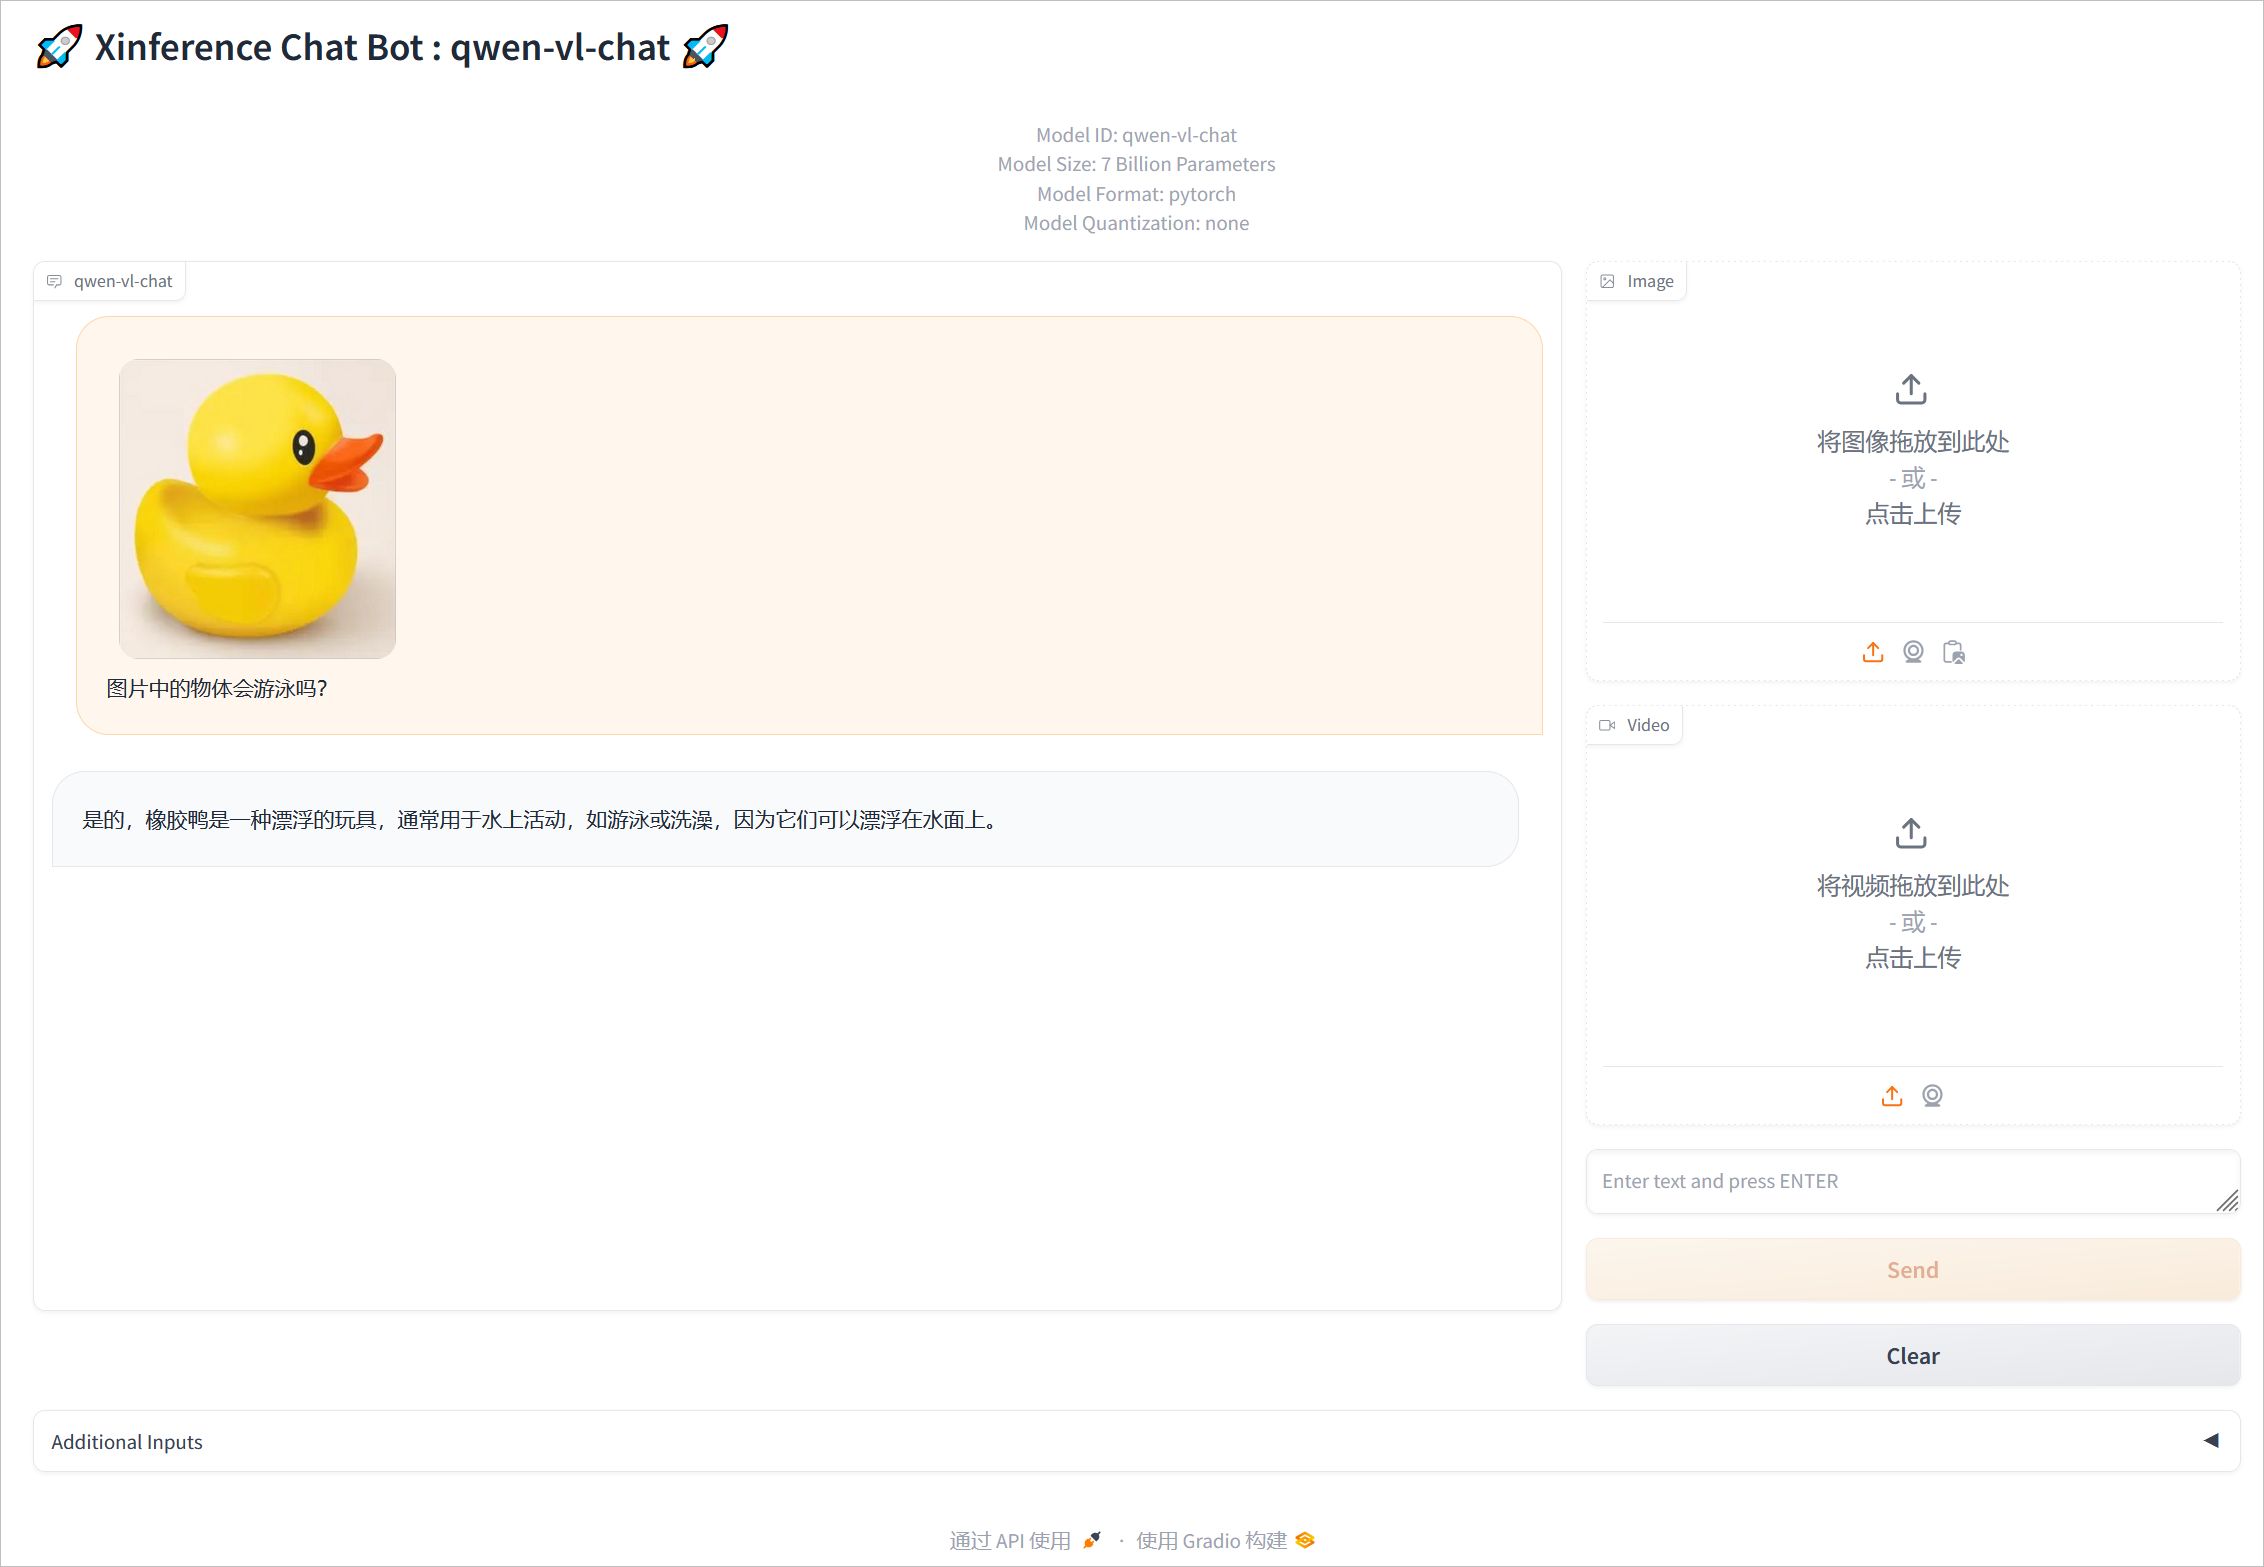 🚀 Xinference Chat Bot : qwen-vl-chat 🚀
Model ID: qwen-vl-chat
Model Size: 7 Billion Parameters
Model Format: pytorch
Model Quantization: none
qwen-vl-chat
图片中的物体会游泳吗?
是的，橡胶鸭是一种漂浮的玩具，通常用于水上活动，如游泳或洗澡，因为它们可以漂浮在水面上。
Image
将图像拖放到此处
- 或 -
点击上传
Video
将视频拖放到此处
- 或 -
点击上传
Enter text and press ENTER
Send
Clear
Additional Inputs
通过 API 使用 · 使用 Gradio 构建